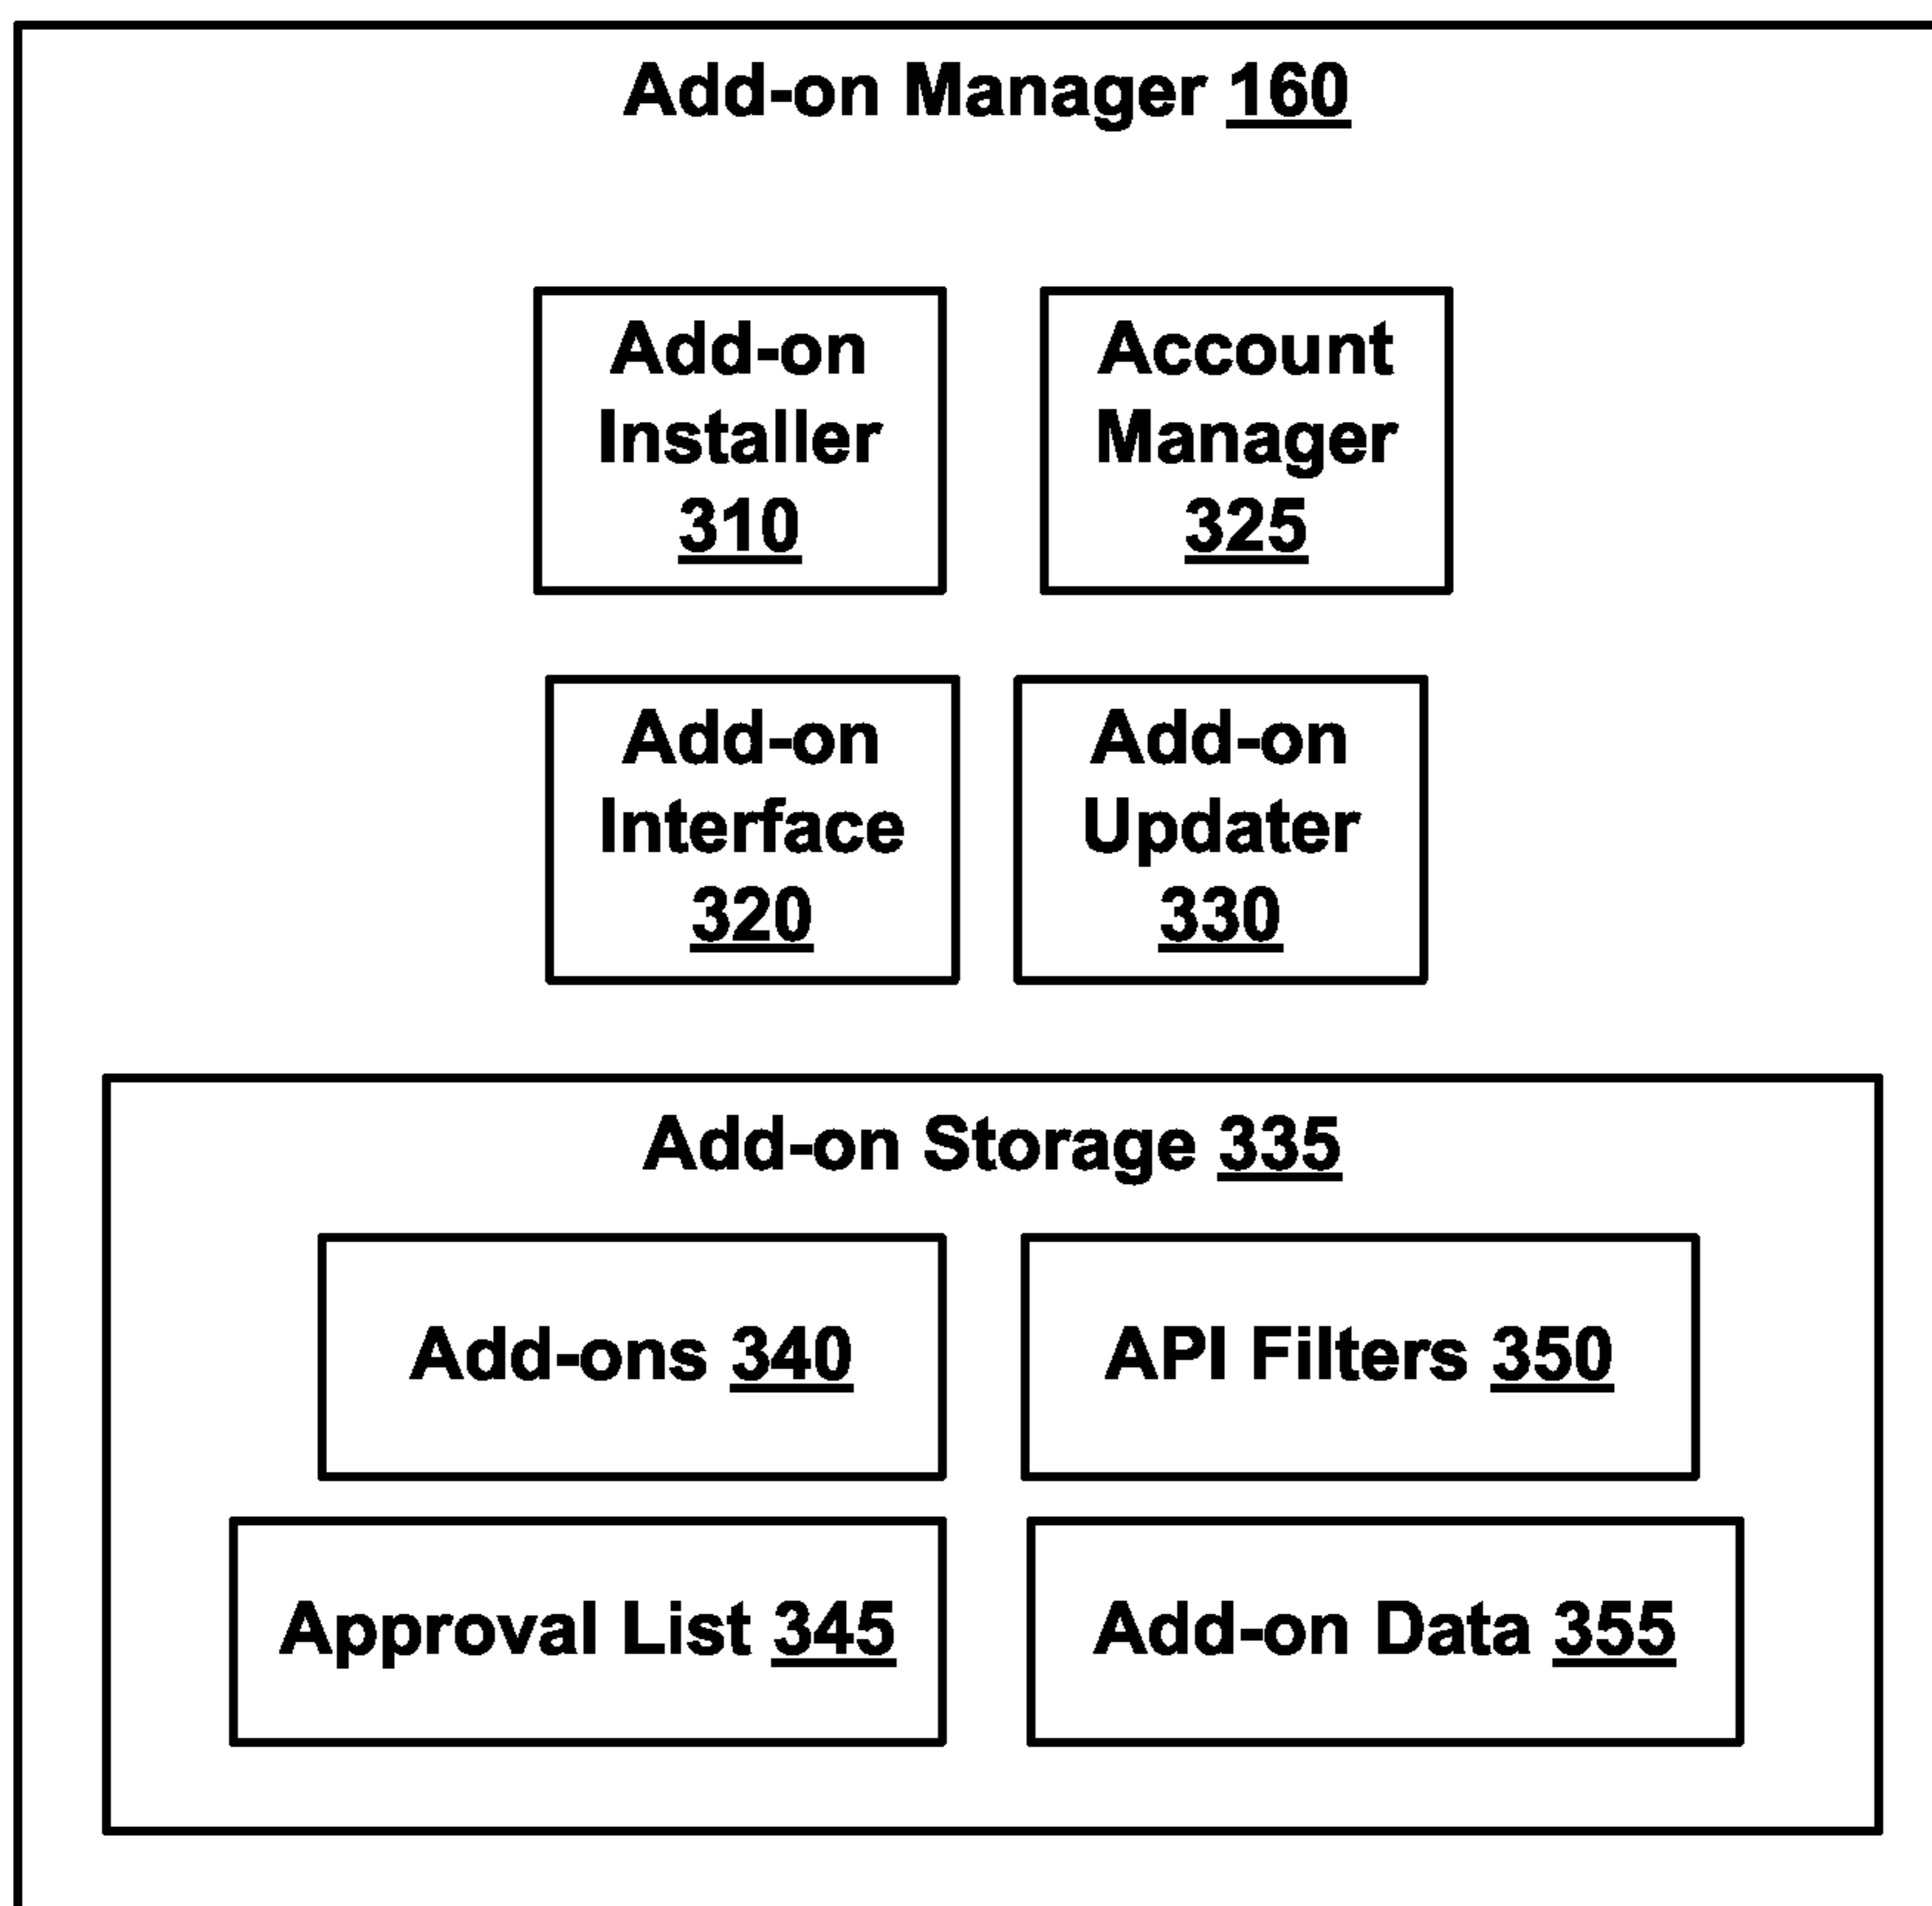 Add-on Manager 160
Add-on
Installer
310
Account
Manager
325
Add-on
Interface
320
Add-on
Updater
330
Add-on Storage 335
Add-ons 340
API Filters 350
Approval List 345
Add-on Data 355